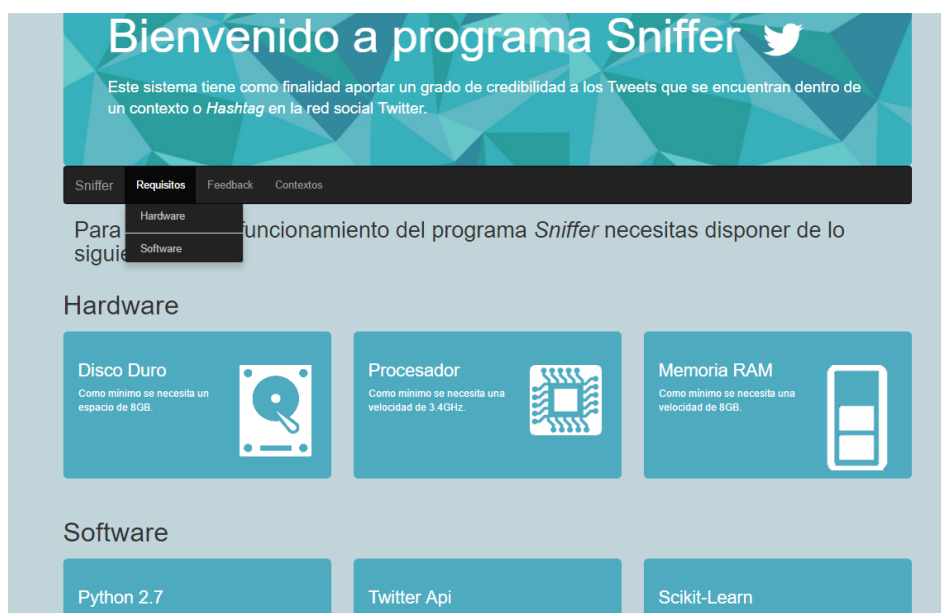 Bienvenido a programa Sniffer
Este sistema tiene como finalidad aportar un grado de credibilidad a los Tweets que se encuentran dentro de
un contexto o Hashtag en la red social Twitter.
Sniffer Requisitos Feedback Contextos
Hardware
Software
Para uncionamiento del programa Sniffer necesitas disponer de lo
siguie
Hardware
Disco Duro
Como mínimo se necesita un
espacio de 8GB.
Procesador
Como mínimo se necesita una
velocidad de 3.4GHz.
Memoria RAM
Como mínimo se necesita una
velocidad de 8GB.
Software
Python 2.7
Twitter Api
Scikit-Learn